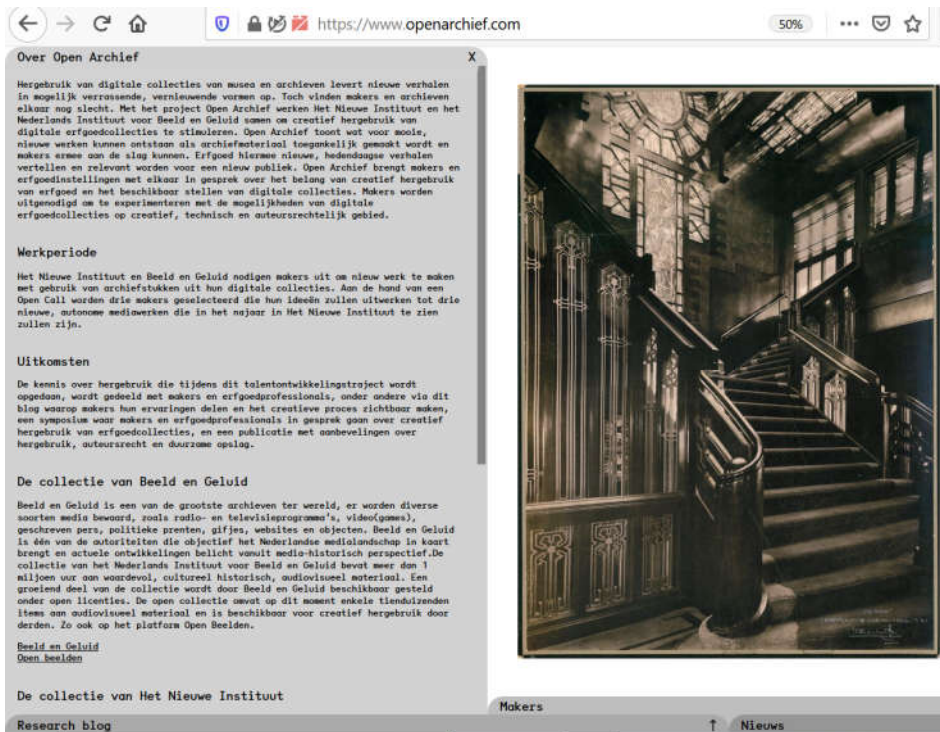 https://www.openarchief.com
50%
Over Open Archief
X
Hergebruik van digitale collecties van musea en archieven levert nieuwe verhalen
in mogelijk verrassende, vernieuwende vormen op. Toch vinden makers en archieven
elkaar nog slecht. Met het project Open Archief werken Het Nieuwe Instituut en het
Nederlands Instituut voor Beeld en Geluid samen om creatief hergebruik van
digitale erfgoedcollecties te stimuleren. Open Archief toont wat voor mooie,
nieuwe werken kunnen ontstaan als archiefmateriaal toegankelijk gemaakt wordt en
makers ermee aan de slag kunnen. Erfgoed hiermee nieuwe, hedendaagse verhalen
vertellen en relevant worden voor een nieuw publiek. Open Archief brengt makers en
erfgoedinstellingen met elkaar in gesprek over het belang van creatief hergebruik
van erfgoed en het beschikbaar stellen van digitale collecties. Makers worden
uitgenodigd om te experimenteren met de mogelijkheden van digitale
erfgoedcollecties op creatief, technisch en auteursrechtelijk gebied.
Werkperiode
Het Nieuwe Instituut en Beeld en Geluid nodigen makers uit om nieuw werk te maken
met gebruik van archiefstukken uit hun digitale collecties. Aan de hand van een
Open Call worden drie makers geselecteerd die hun ideeën zullen uitwerken tot drie
nieuwe, autonome mediawerken die in het najaar in Het Nieuwe Instituut te zien
zullen zijn.
Uitkomsten
De kennis over hergebruik die tijdens dit talentontwikkelingstraject wordt
opgedaan, wordt gedeeld met makers en erfgoedprofessionals, onder andere via dit
blog waarop makers hun ervaringen delen en het creatieve proces zichtbaar maken,
een symposium waar makers en erfgoedprofessionals in gesprek gaan over creatief
hergebruik van erfgoedcollecties, en een publicatie met aanbevelingen over
hergebruik, auteursrecht en duurzame opslag.
De collectie van Beeld en Geluid
Beeld en Geluid is een van de grootste archieven ter wereld, er worden diverse
soorten media bewaard, zoals radio- en televisieprogramma's, video(games),
geschreven pers, politieke prenten, gifjes, websites en objecten. Beeld en Geluid
is één van de autoriteiten die objectief het Nederlandse medialandschap in kaart
brengt en actuele ontwikkelingen belicht vanuit media-historisch perspectief.De
collectie van het Nederlands Instituut voor Beeld en Geluid bevat meer dan 1
miljoen uur aan waardevol, cultureel historisch, audiovisueel materiaal. Een
groeiend deel van de collectie wordt door Beeld en Geluid beschikbaar gesteld
onder open licenties. De open collectie omvat op dit moment enkele tienduizenden
items aan audiovisueel materiaal en is beschikbaar voor creatief hergebruik door
derden. Zo ook op het platform Open Beelden.
Beeld en Geluid
Open beelden
De collectie van Het Nieuwe Instituut
Makers
Research blog
↑
Nieuws